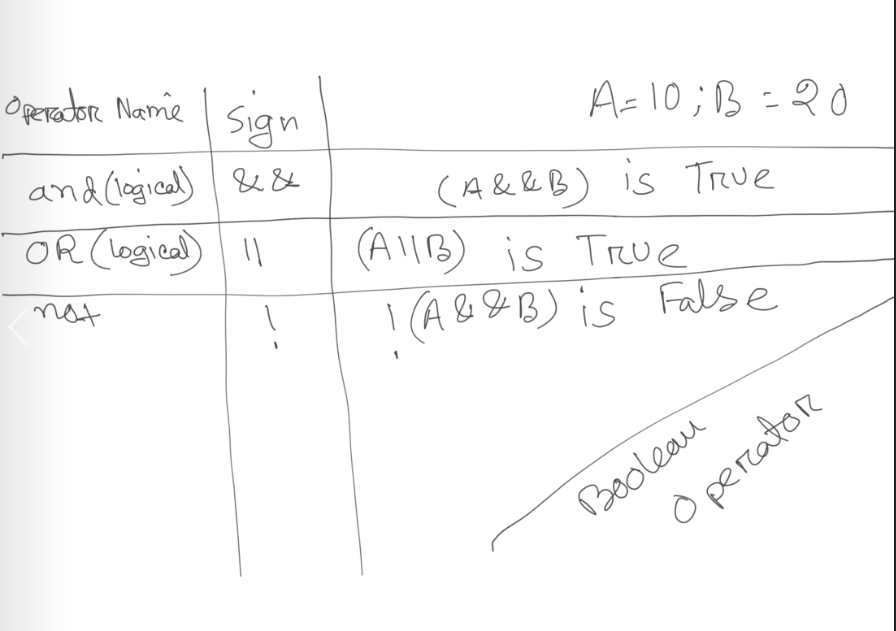 Operator Name Sign A=10; B=20
and (logical) && (A&&B) is True
OR (logical) || (A||B) is True
not ! !(A&&B) is False
Boolean
Operator